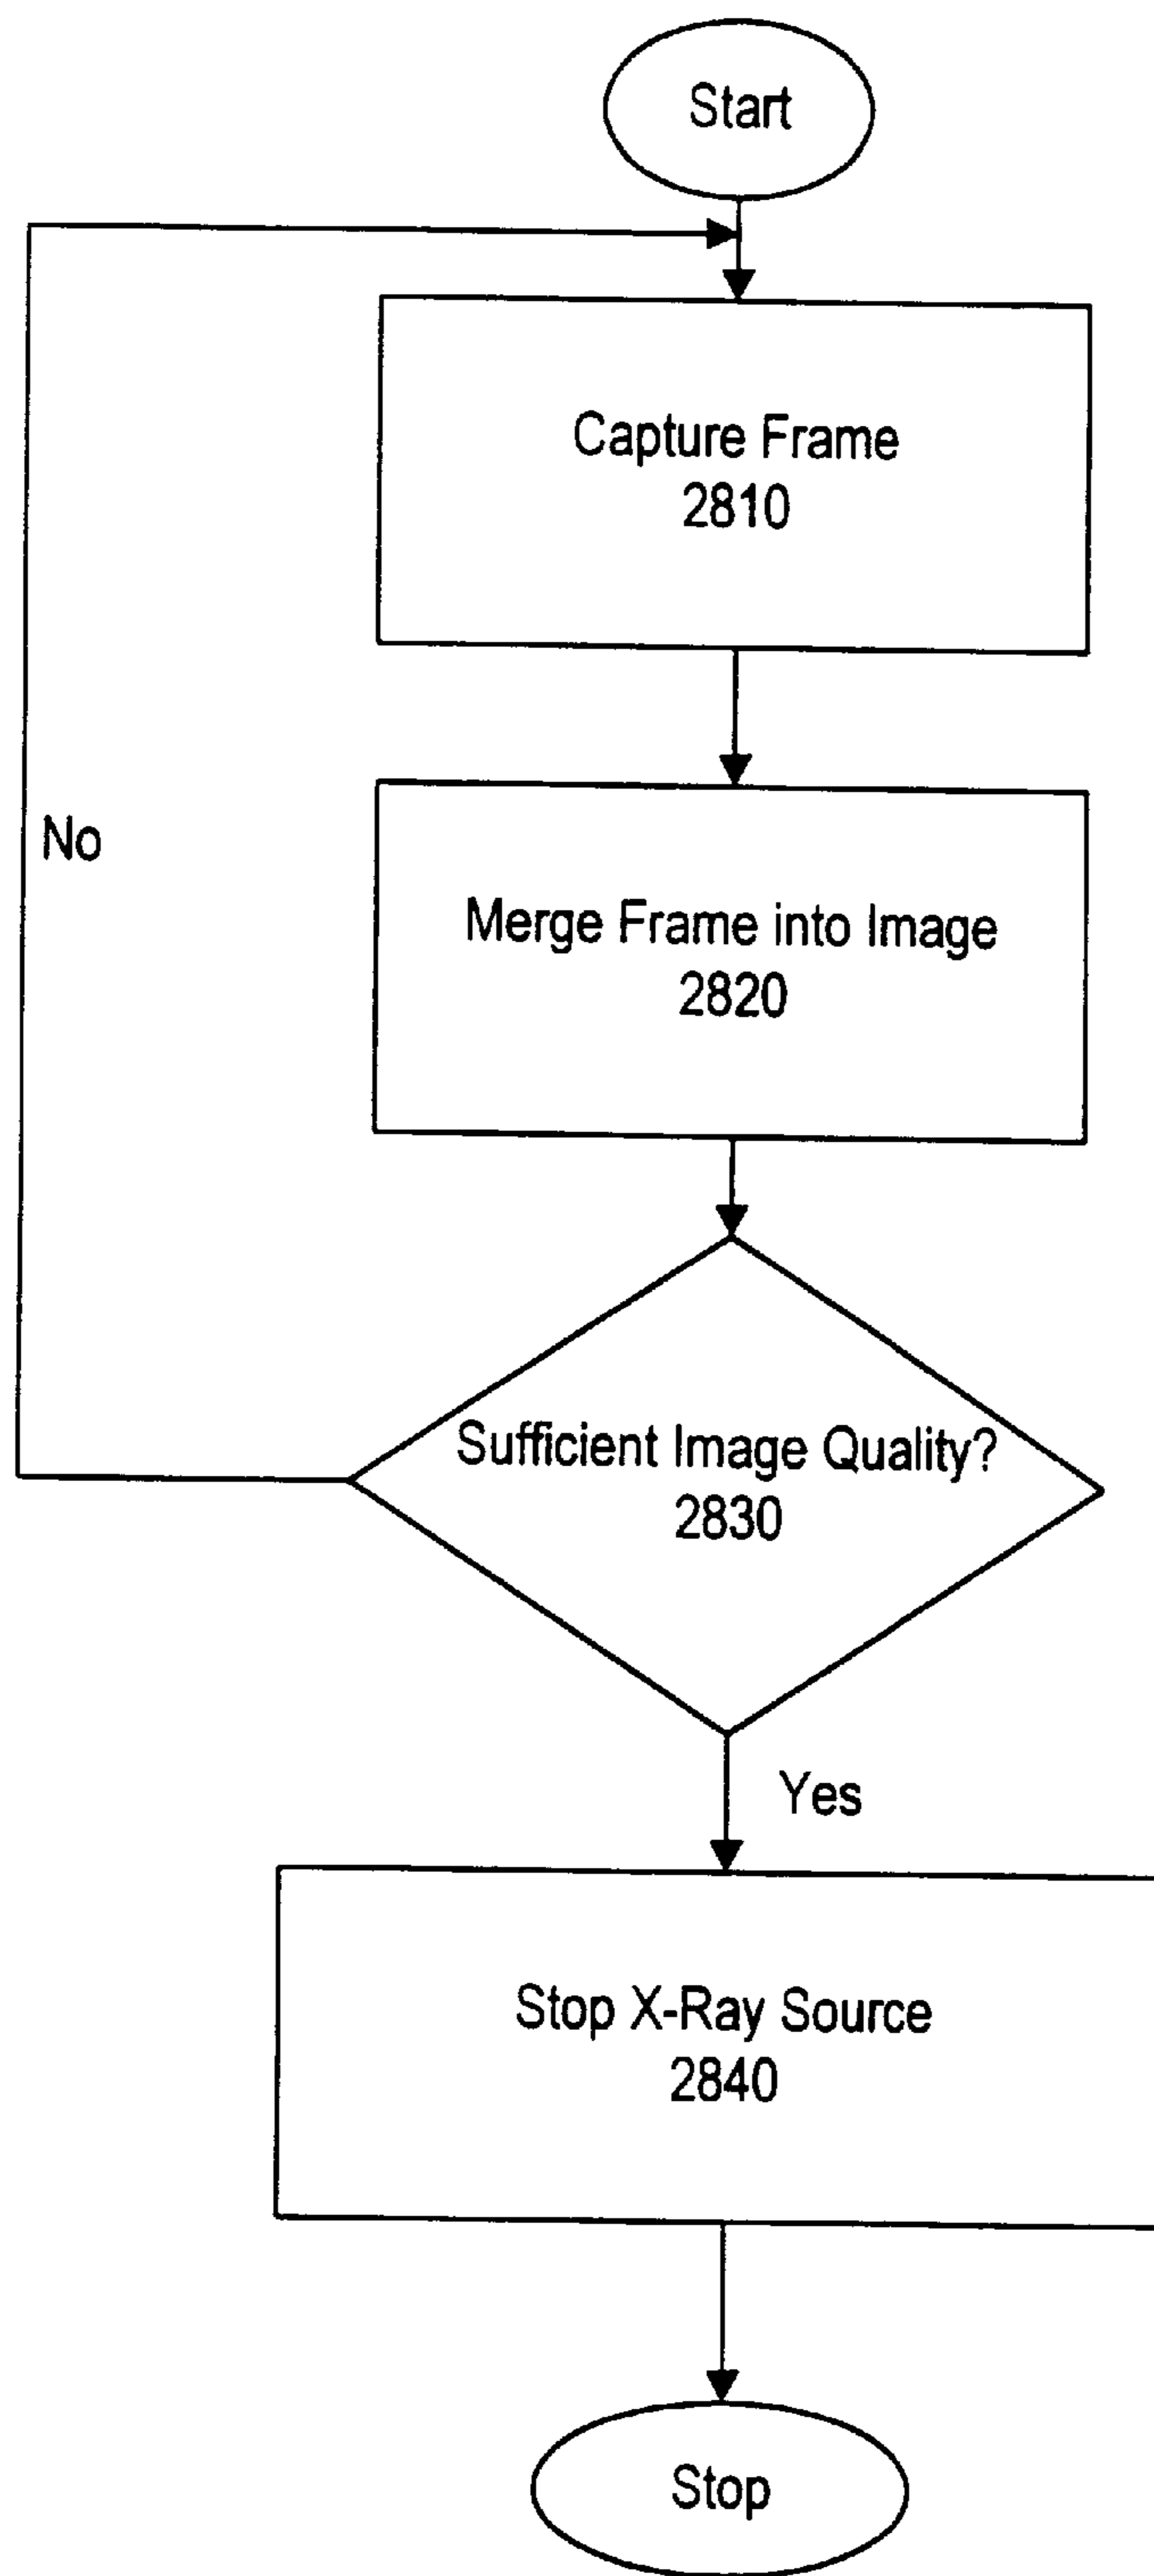 Start
Capture Frame
2810
No
Merge Frame into Image
2820
Sufficient Image Quality?
2830
Yes
Stop X-Ray Source
2840
Stop